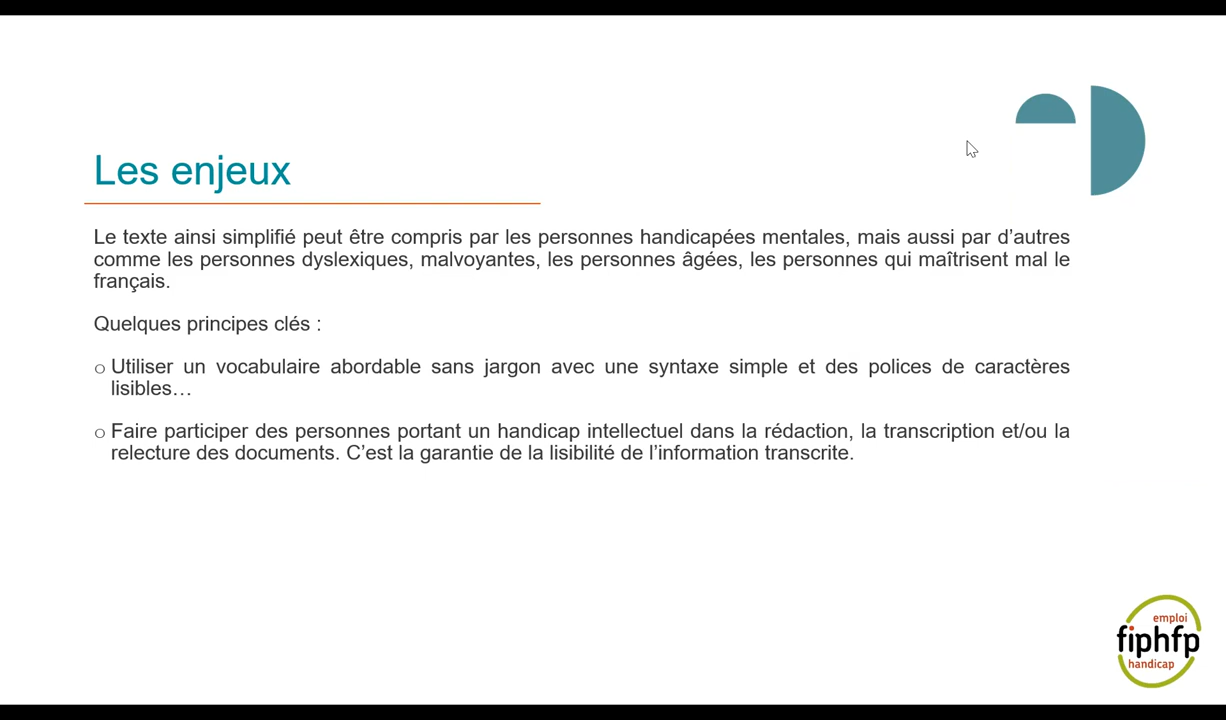 Les enjeux
Le texte ainsi simplifié peut être compris par les personnes handicapées mentales, mais aussi par d’autres
comme les personnes dyslexiques, malvoyantes, les personnes âgées, les personnes qui maîtrisent mal le
français.
Quelques principes clés :
o Utiliser un vocabulaire abordable sans jargon avec une syntaxe simple et des polices de caractères
lisibles…
o Faire participer des personnes portant un handicap intellectuel dans la rédaction, la transcription et/ou la
relecture des documents. C’est la garantie de la lisibilité de l’information transcrite.
emploi
fiphfp
handicap